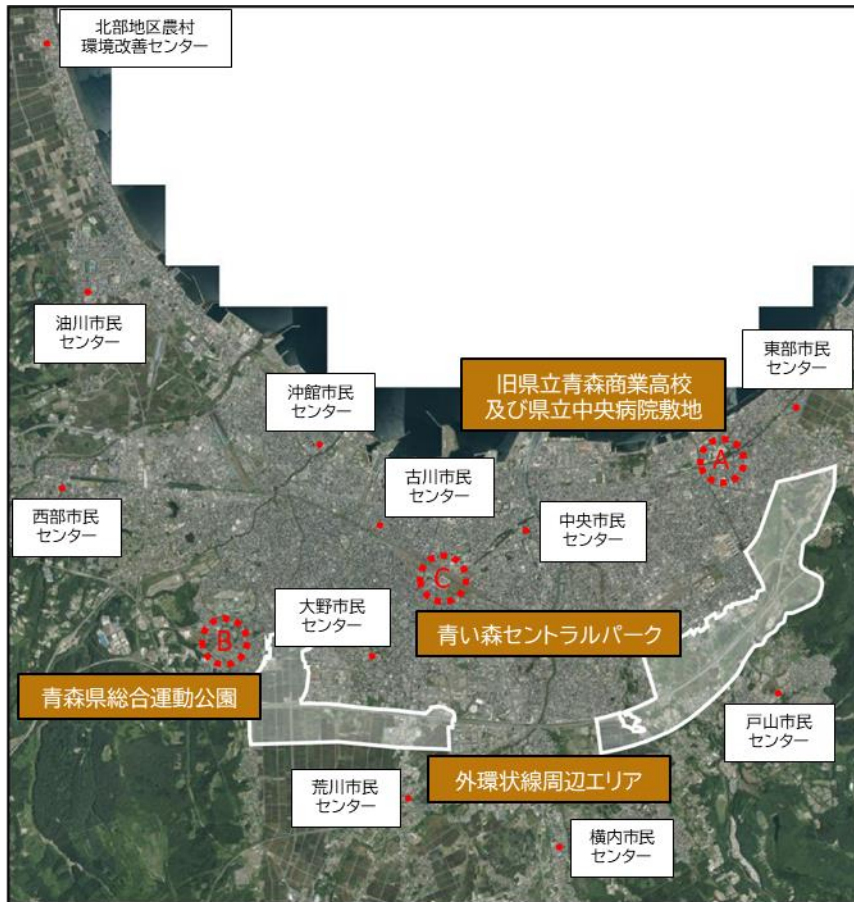 北部地区農村
環境改善センター
油川市民
センター
東部市民
センター
旧県立青森商業高校
及び県立中央病院敷地
沖館市民
センター
A
古川市民
センター
西部市民
センター
中央市民
センター
C
大野市民
センター
B
青い森セントラルパーク
青森県総合運動公園
戸山市民
センター
外環状線周辺エリア
荒川市民
センター
横内市民
センター